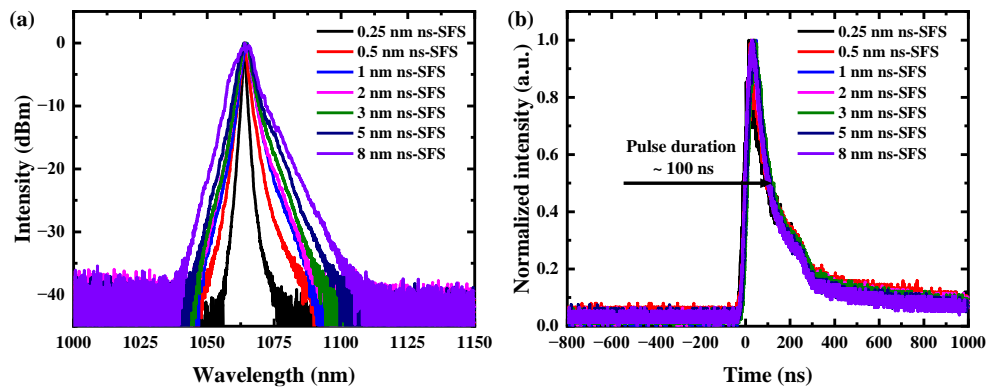 (a)
0.25 nm ns-SFS
0.5 nm ns-SFS
1 nm ns-SFS
2 nm ns-SFS
3 nm ns-SFS
5 nm ns-SFS
8 nm ns-SFS
Intensity (dBm)
0
−10
−20
−30
−40
1000
1025
1050
1075
1100
1125
1150
Wavelength (nm)
(b)
0.25 nm ns-SFS
0.5 nm ns-SFS
1 nm ns-SFS
2 nm ns-SFS
3 nm ns-SFS
5 nm ns-SFS
8 nm ns-SFS
Pulse duration
~ 100 ns
Normalized intensity (a.u.)
1.0
0.8
0.6
0.4
0.2
0.0
−800
−600
−400
−200
0
200
400
600
800
1000
Time (ns)